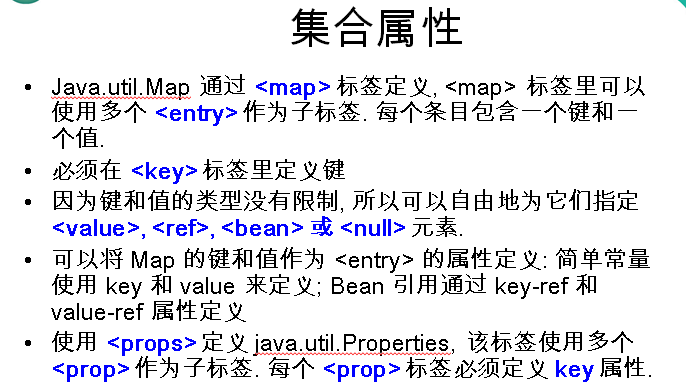 集合属性
• Java.util.Map 通过 <map> 标签定义, <map> 标签里可以
使用多个 <entry> 作为子标签. 每个条目包含一个键和一
个值.
• 必须在 <key> 标签里定义键
• 因为键和值的类型没有限制, 所以可以自由地为它们指定
<value>, <ref>, <bean> 或 <null> 元素.
• 可以将 Map 的键和值作为 <entry> 的属性定义: 简单常量
使用 key 和 value 来定义; Bean 引用通过 key-ref 和
value-ref 属性定义
• 使用 <props> 定义 java.util.Properties, 该标签使用多个
<prop> 作为子标签. 每个 <prop> 标签必须定义 key 属性.